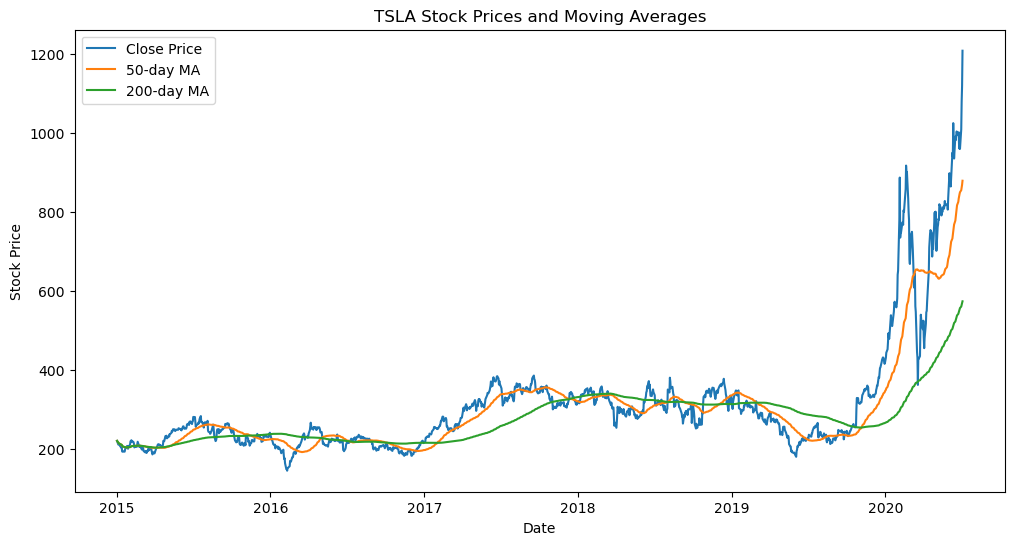 TSLA Stock Prices and Moving Averages
Close Price
50-day MA
200-day MA
Stock Price
1200
1000
800
600
400
200
2015
2016
2017
2018
2019
2020
Date